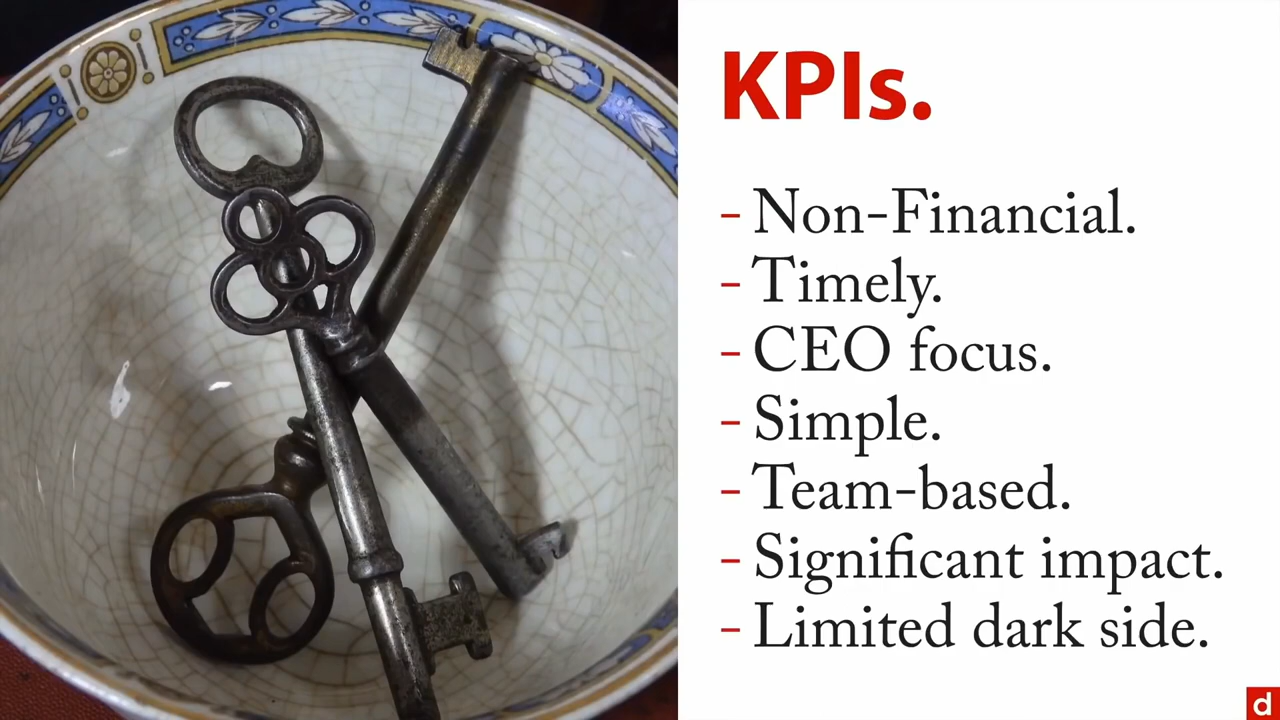 KPIs.
- Non-Financial.
- Timely.
- CEO focus.
- Simple.
- Team-based.
- Significant impact.
- Limited dark side.
d